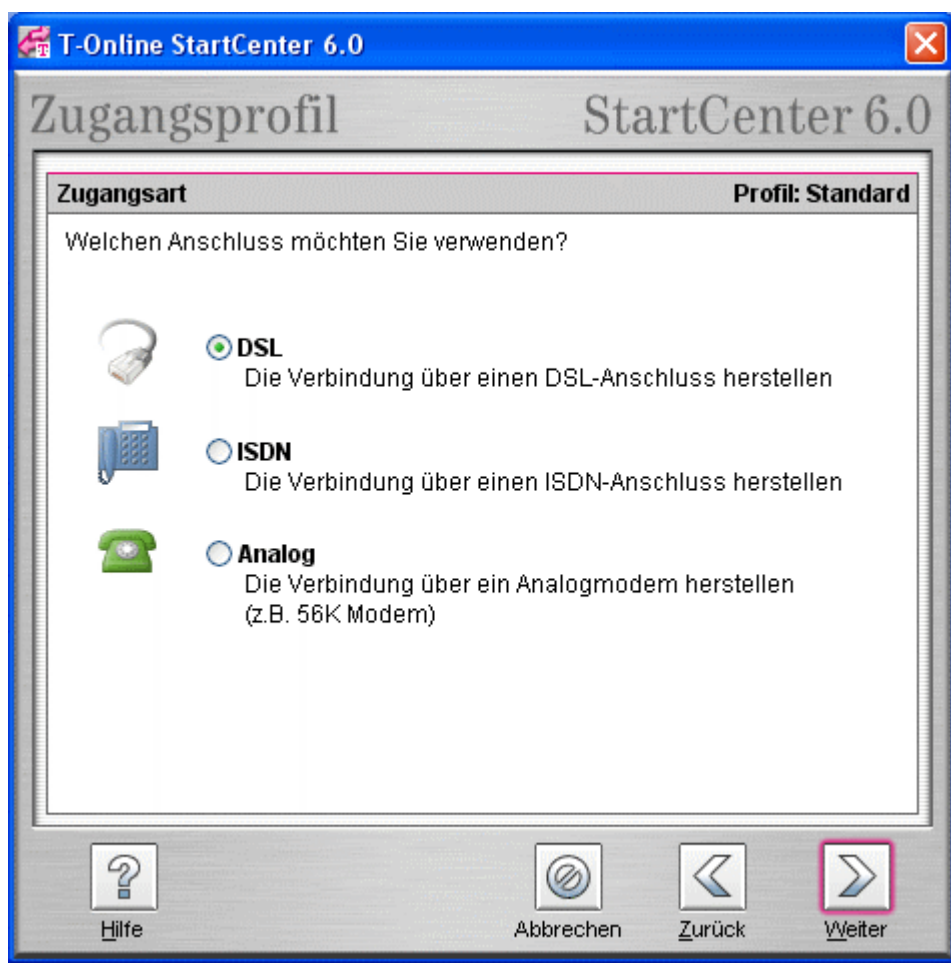 T-Online StartCenter 6.0
Zugangsprofil StartCenter 6.0
Zugangsart Profil: Standard
Welchen Anschluss möchten Sie verwenden?
DSL
Die Verbindung über einen DSL-Anschluss herstellen
ISDN
Die Verbindung über einen ISDN-Anschluss herstellen
Analog
Die Verbindung über ein Analogmodem herstellen
(z.B. 56K Modem)
Hilfe Abbrechen Zurück Weiter